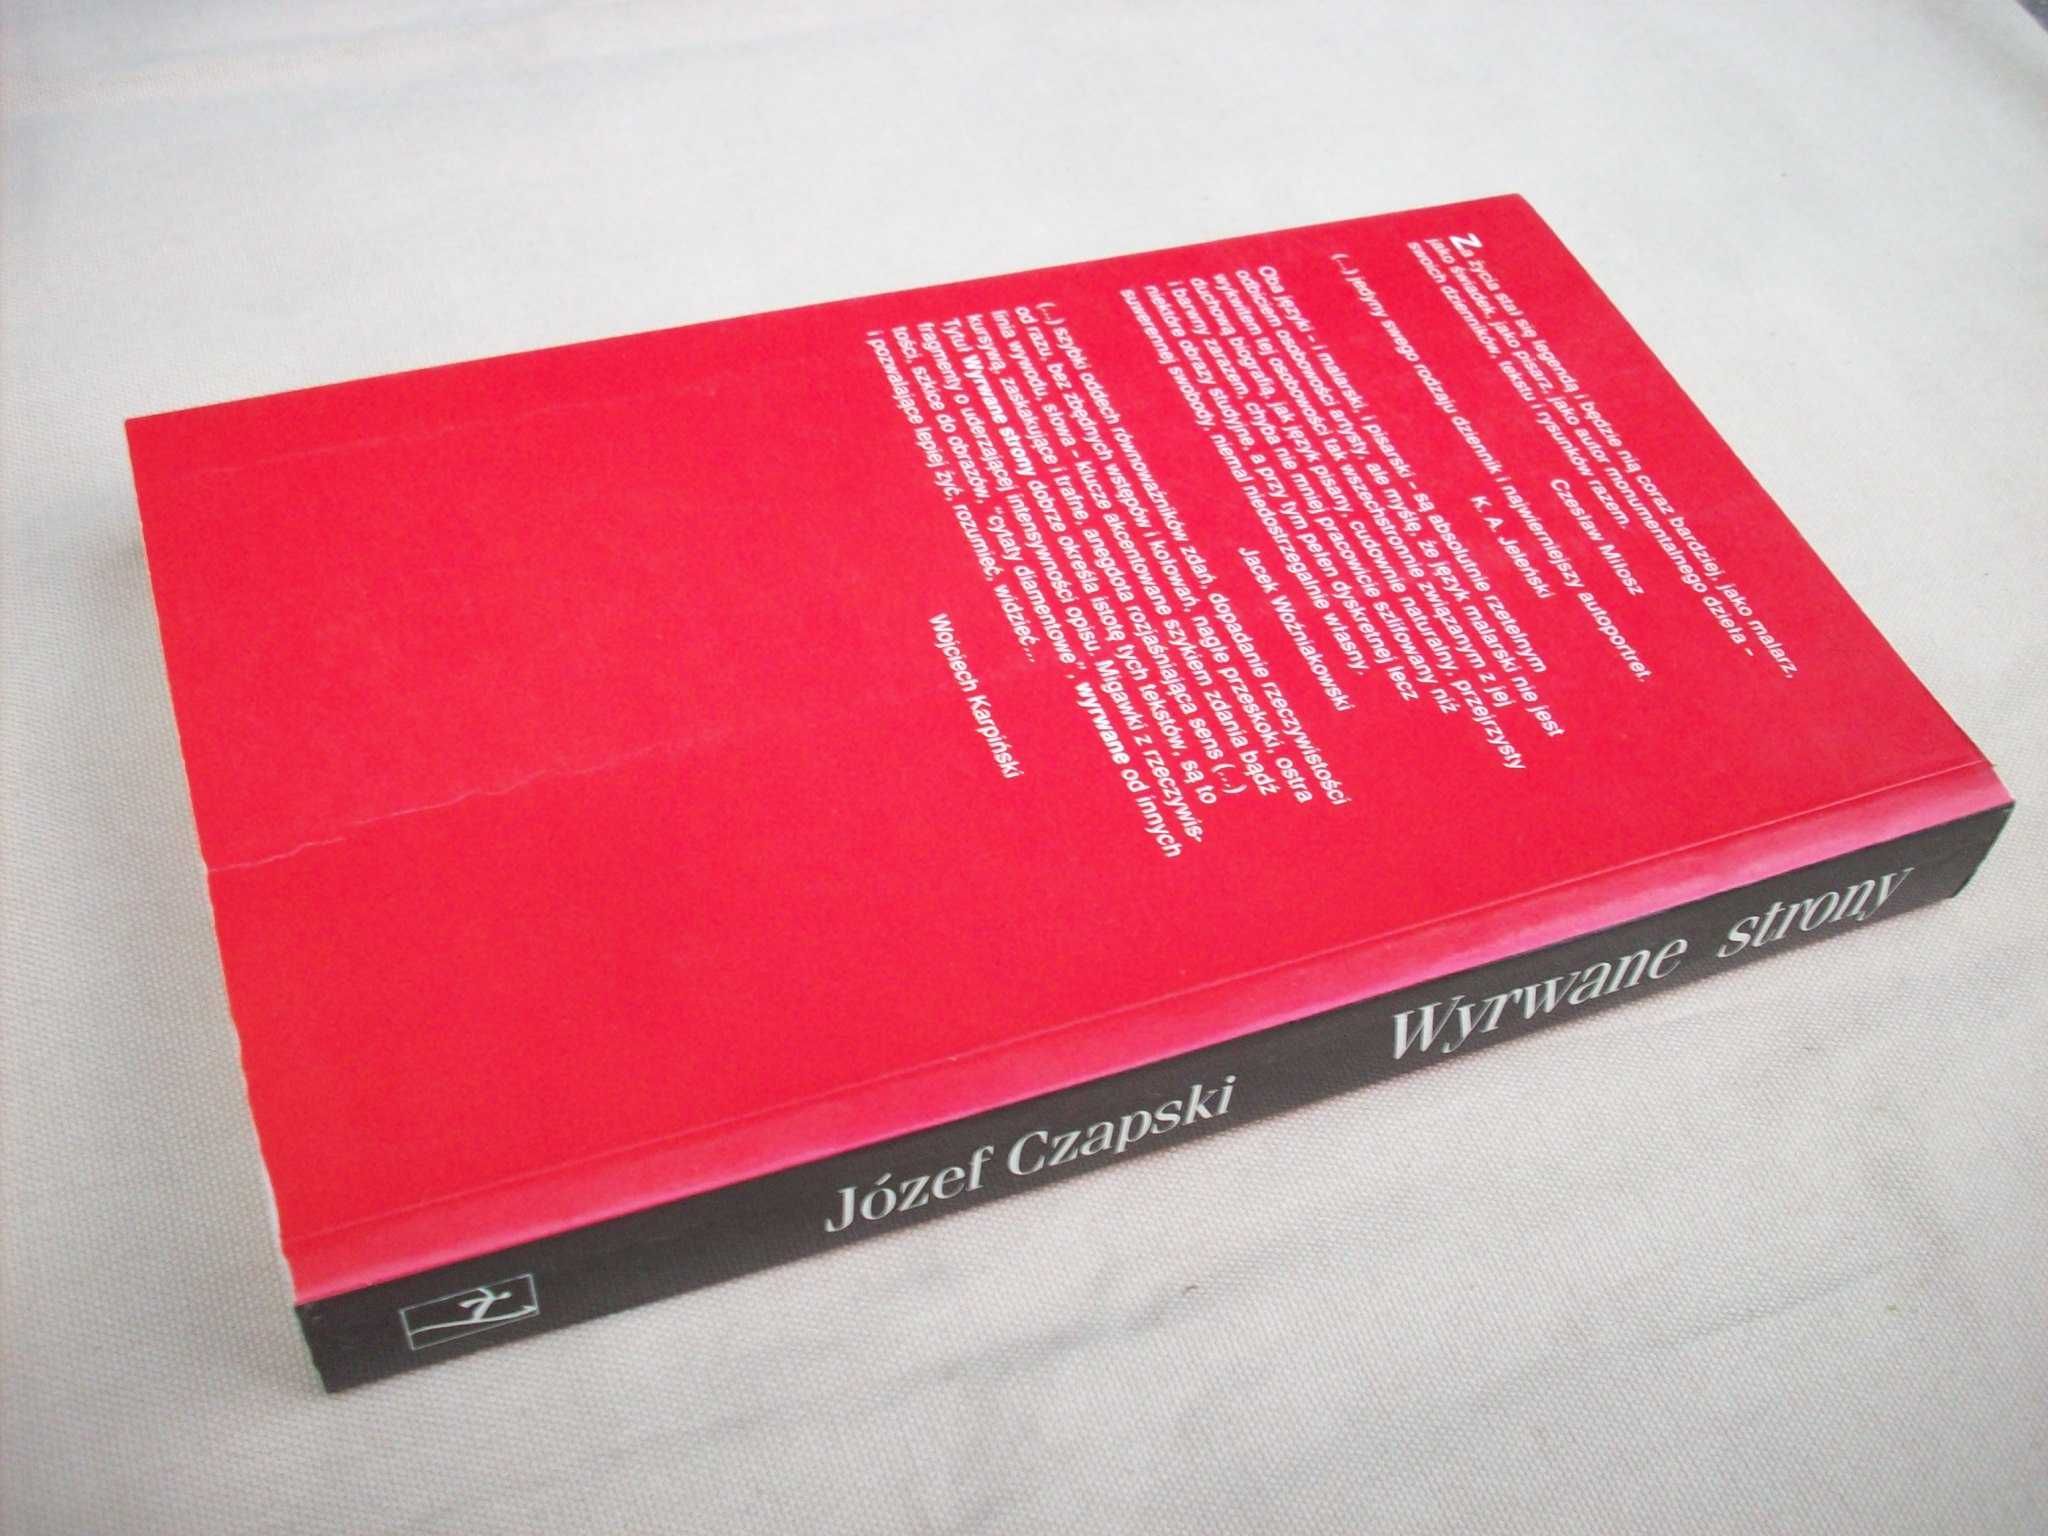 Za życia stał się legendą i będzie nią coraz bardziej, jako malarz,
jako świadek, jako pisarz, jako autor monumentalnego dzieła –
swoich dzienników, tekstu i rysunków razem.
Czesław Miłosz
(...) jedyny swego rodzaju dziennik i najwierniejszy autoportret.
K. A. Jeleński
Oba języki – i malarski, i pisarski – są absolutnie rzetelnym
odbiciem osobowości artysty, ale myślę, że język malarski nie jest
wykwitem tej osobowości tak wszechstronnie związanym z jej
duchową biografią, jak język pisany, cudownie naturalny, przejrzysty
i barwny zarazem, chyba nie mniej pracowicie szlifowany niż
niektóre obrazy studyjne, a przy tym pełen dyskretnej lecz
suwerennej swobody, nieraz niedostrzegalnie własny.
Jacek Woźniakowski
(...) szybki oddech równoważników zdań, dopadanie rzeczywistości
od razu, bez zbędnych wstępów i kołowań, nagłe przeskoki, ostra
linia wywodu, słowa – klucze akcentowane szykiem zdania bądź
kursywą, zaskakujące i trafne, anegdota rozjaśniająca sens (...)
Tytuł Wyrwane strony dobrze określa istotę tych tekstów, są to
fragmenty o uderzającej intensywności opisu. Migawki z rzeczywis-
tości, szkice do obrazów, "cytaty diamentowe", wyrwane od innych
i pozwalające lepiej żyć, rozumieć, widzieć...
Wojciech Karpiński
Józef Czapski Wyrwane strony